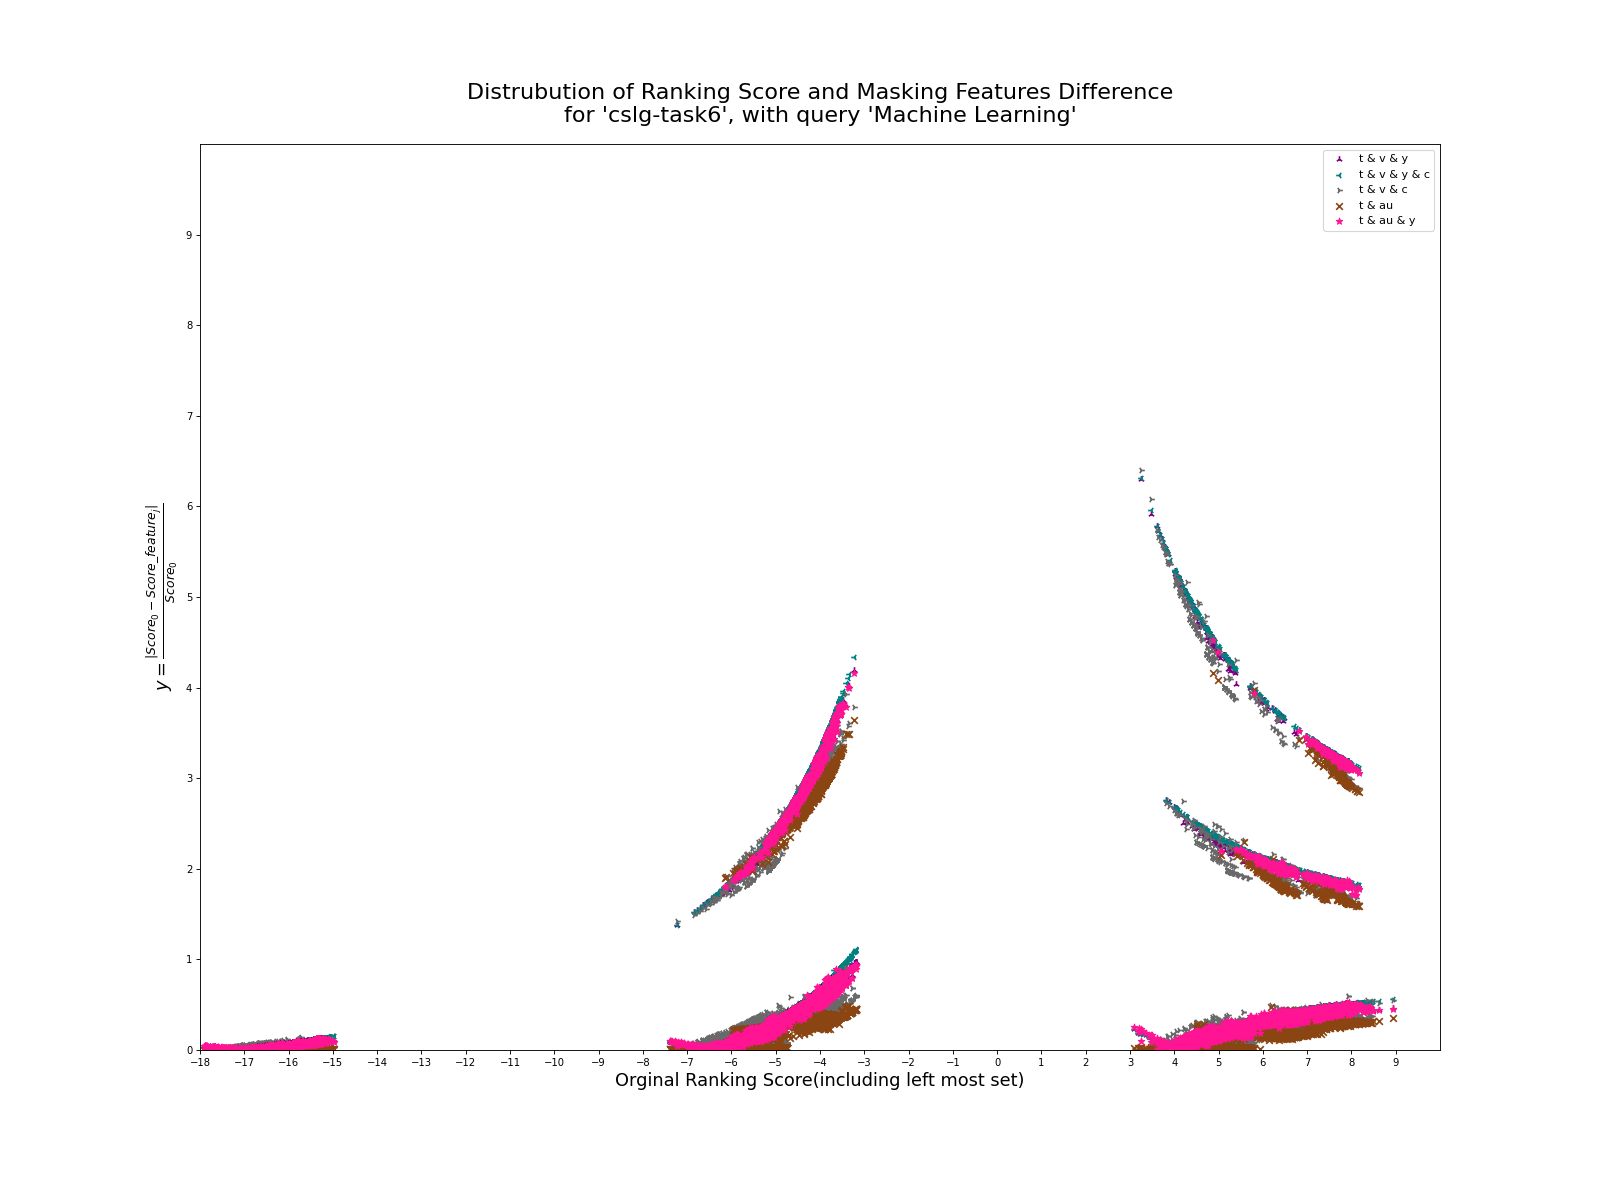 Distrubution of Ranking Score and Masking Features Difference
for 'cslg-task6', with query 'Machine Learning'
t & v & y
t & v & y & c
t & v & c
t & au
t & au & y
9
8
7
6
5
4
3
2
1
0
y = |Score₀ − Score_featureⱼ| / Score₀
−18 −17 −16 −15 −14 −13 −12 −11 −10 −9 −8 −7 −6 −5 −4 −3 −2 −1 0 1 2 3 4 5 6 7 8 9
Orginal Ranking Score(including left most set)